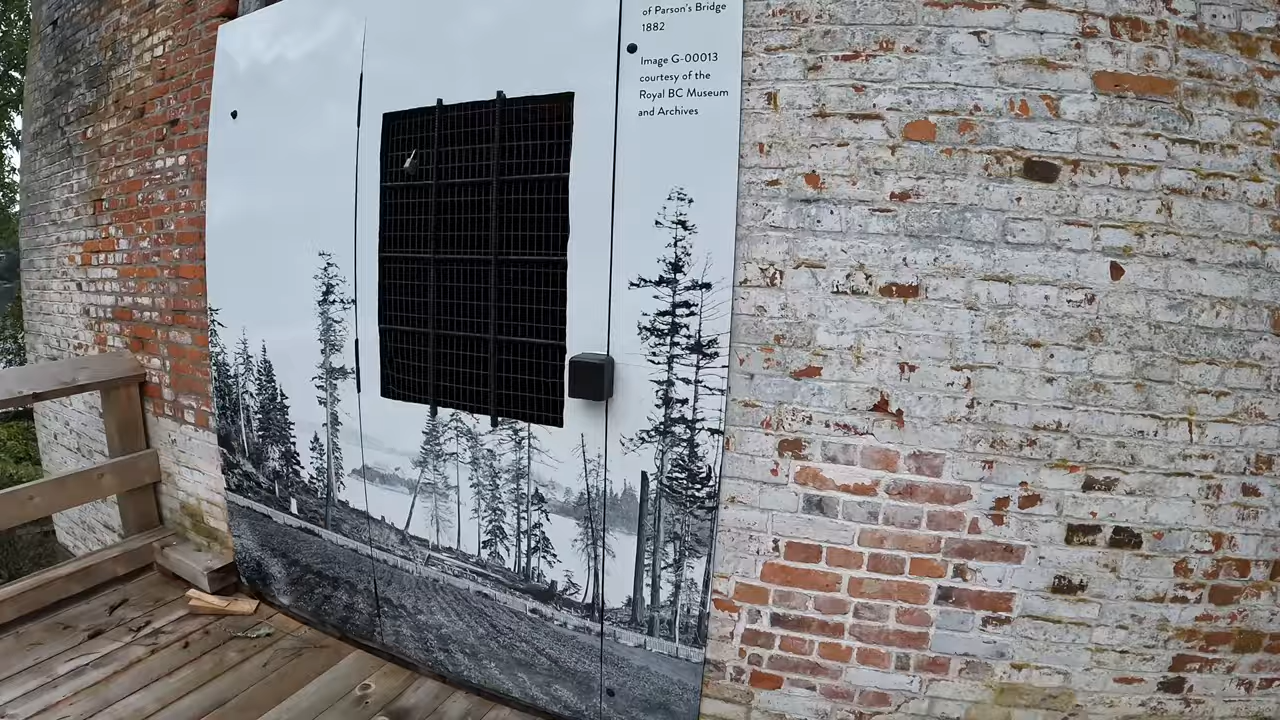 of Parson's Bridge
1882
Image G-00013
courtesy of the
Royal BC Museum
and Archives